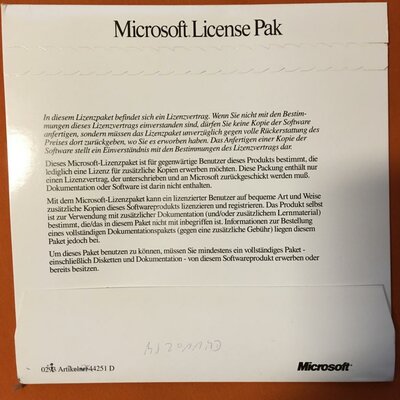 Microsoft License Pak
In diesem Lizenzpaket befindet sich ein Lizenzvertrag. Wenn Sie nicht mit den Bestim-
mungen dieses Lizenzvertrags einverstanden sind, dürfen Sie keine Kopie der Software
anfertigen, sondern müssen das Lizenzpaket unverzüglich gegen volle Rückerstattung des
Preises dort zurückgeben, wo Sie es erworben haben. Das Anfertigen einer Kopie der
Software stellt ein Einverständnis mit den Bestimmungen des Lizenzvertrags dar.
Dieses Microsoft-Lizenzpaket ist für gegenwärtige Benutzer dieses Produkts bestimmt, die
lediglich eine Lizenz für zusätzliche Kopien erwerben möchten. Diese Packung enthält nur
einen Lizenzvertrag, der unterschrieben und an Microsoft zurückgeschickt werden muß.
Dokumentation oder Software ist darin nicht enthalten.
Mit dem Microsoft-Lizenzpaket kann ein lizenzierter Benutzer auf bequeme Art und Weise
zusätzliche Kopien dieses Softwareprodukts lizenzieren und registrieren. Das Produkt selbst
ist zur Verwendung mit zusätzlicher Dokumentation (und/oder zusätzlichem Lernmaterial)
bestimmt, die/das in diesem Paket nicht mit inbegriffen ist. Informationen zur Bestellung
eines vollständigen Dokumentationspakets (gegen eine zusätzliche Gebühr) liegen diesem
Paket jedoch bei.
Um dieses Paket benutzen zu können, müssen Sie mindestens ein vollständiges Paket -
einschließlich Disketten und Dokumentation - von diesem Softwareprodukt erwerben oder
bereits besitzen.
0293 Artikelnr. 44251 D
Microsoft